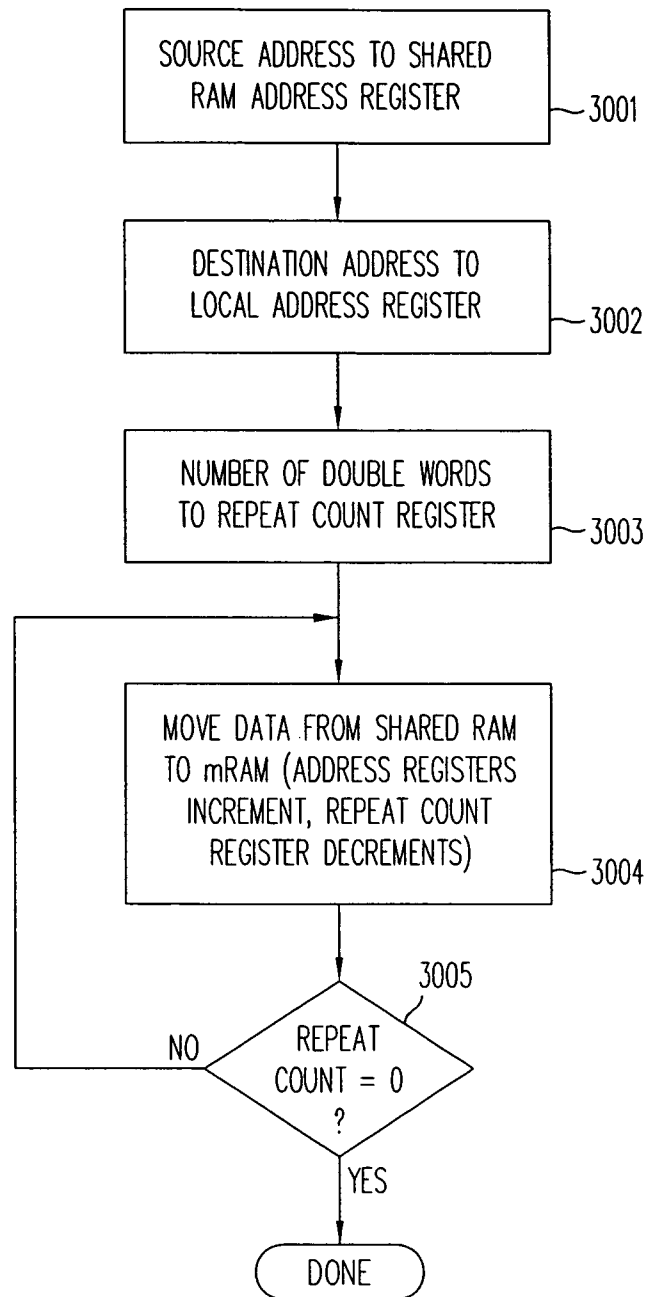 SOURCE ADDRESS TO SHARED
RAM ADDRESS REGISTER
3001
DESTINATION ADDRESS TO
LOCAL ADDRESS REGISTER
3002
NUMBER OF DOUBLE WORDS
TO REPEAT COUNT REGISTER
3003
MOVE DATA FROM SHARED RAM
TO mRAM (ADDRESS REGISTERS
INCREMENT, REPEAT COUNT
REGISTER DECREMENTS)
3004
3005
REPEAT
COUNT = 0
?
NO
YES
DONE